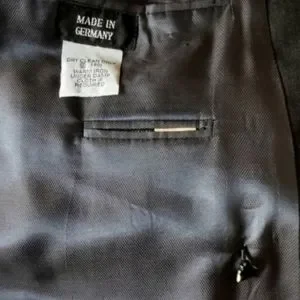 MADE IN
GERMANY
DRY CLEAN ONLY
WARM IRON
UNDER DAMP
CLOTH IF
REQUIRED